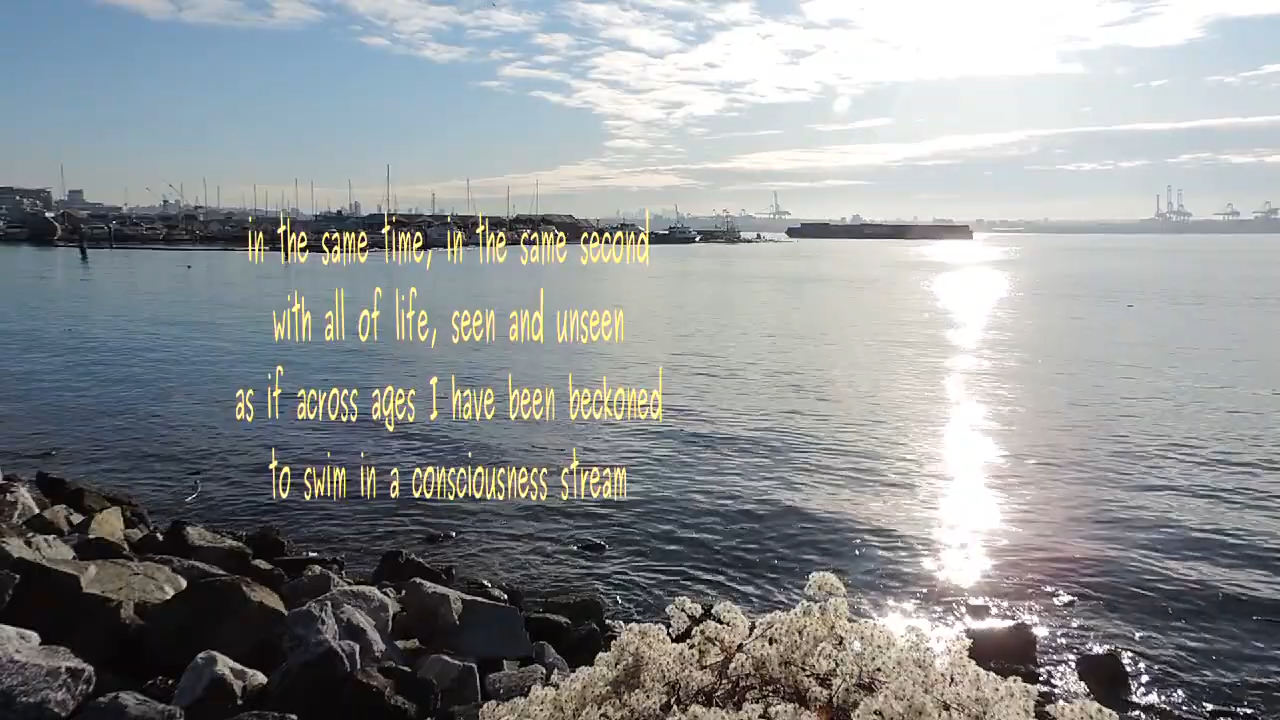 in the same time, in the same second
with all of life, seen and unseen
as if across ages I have been beckoned
to swim in a consciousness stream